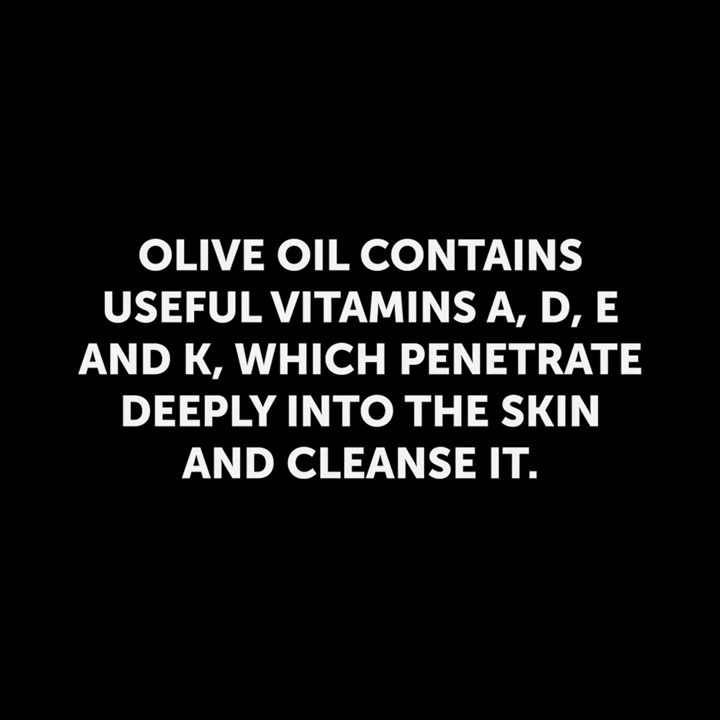 OLIVE OIL CONTAINS
USEFUL VITAMINS A, D, E
AND K, WHICH PENETRATE
DEEPLY INTO THE SKIN
AND CLEANSE IT.